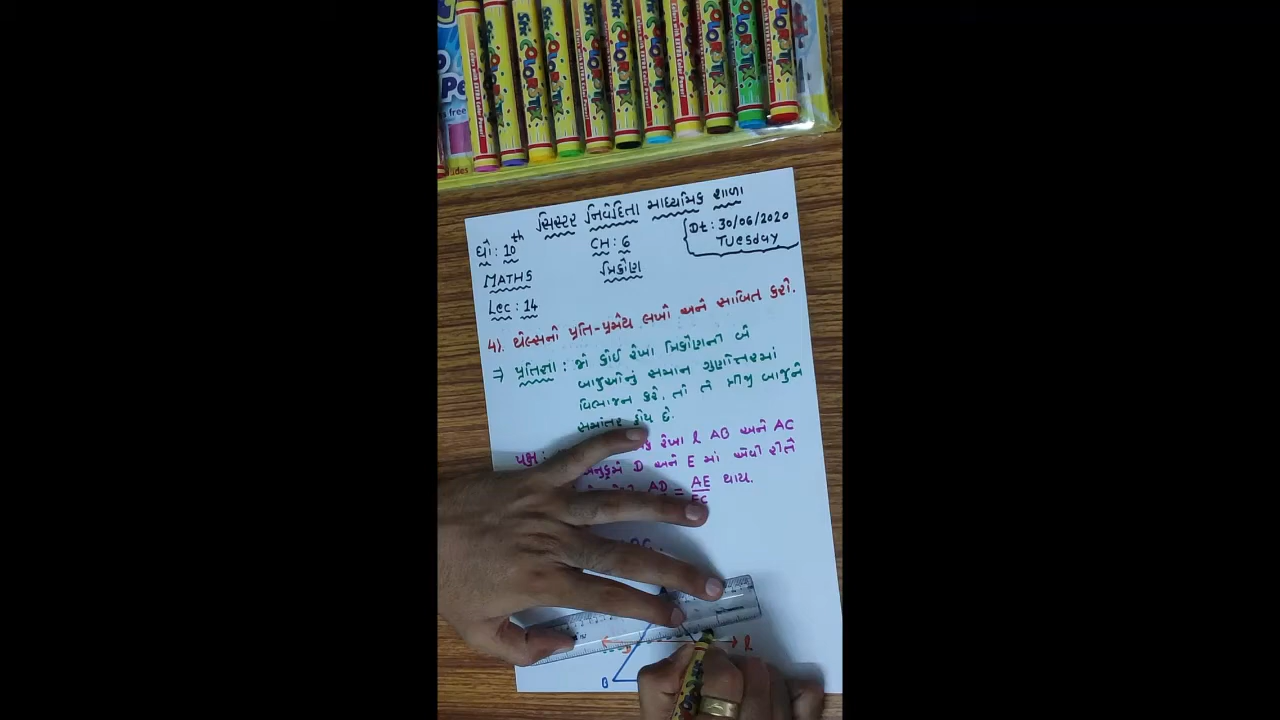 Shri COLORTEX
સિસ્ટર નિવેદિતા માધ્યમિક શાળા
ધો : 10th
CH : 6
Dt : 30/06/2020
Tuesday
MATHS
ત્રિકોણ
Lec : 14
4). થેલ્સનો પ્રતિ-પ્રમેય લખો અને સાબિત કરો.
⇒ પ્રતિજ્ઞા : જો કોઈ રેખા ત્રિકોણની બે
બાજુઓનું સમાન ગુણોત્તરમાં
વિભાજન કરે, તો તે ત્રીજી બાજુને
સમાંતર હોય છે.
પક્ષ : રેખા l AB અને AC
અનુક્રમે D અને E માં એવી રીતે
AD = AE/EC થાય.
l
B